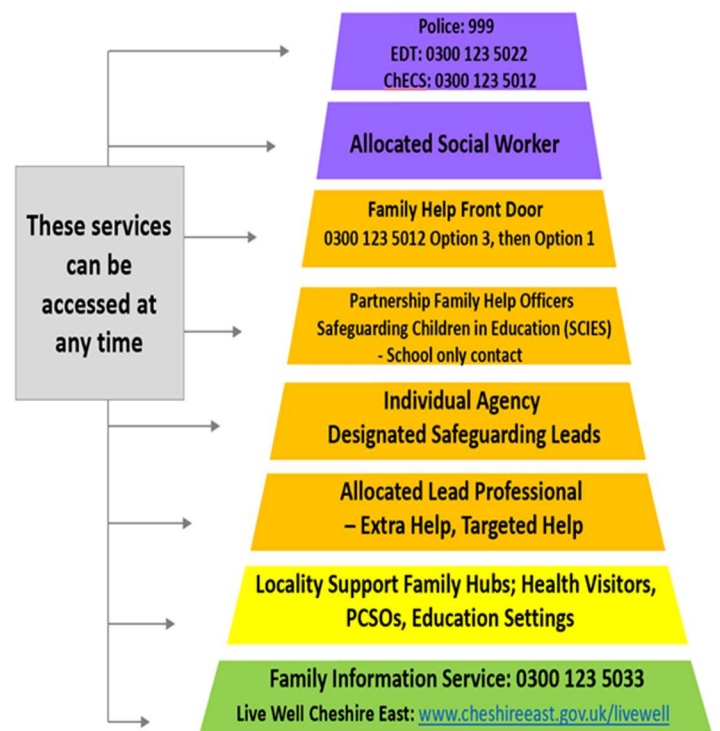 Police: 999
EDT: 0300 123 5022
ChECS: 0300 123 5012
Allocated Social Worker
These services
can be
accessed at
any time
Family Help Front Door
0300 123 5012 Option 3, then Option 1
Partnership Family Help Officers
Safeguarding Children in Education (SCIES)
- School only contact
Individual Agency
Designated Safeguarding Leads
Allocated Lead Professional
– Extra Help, Targeted Help
Locality Support Family Hubs; Health Visitors,
PCSOs, Education Settings
Family Information Service: 0300 123 5033
Live Well Cheshire East: www.cheshireeast.gov.uk/livewell